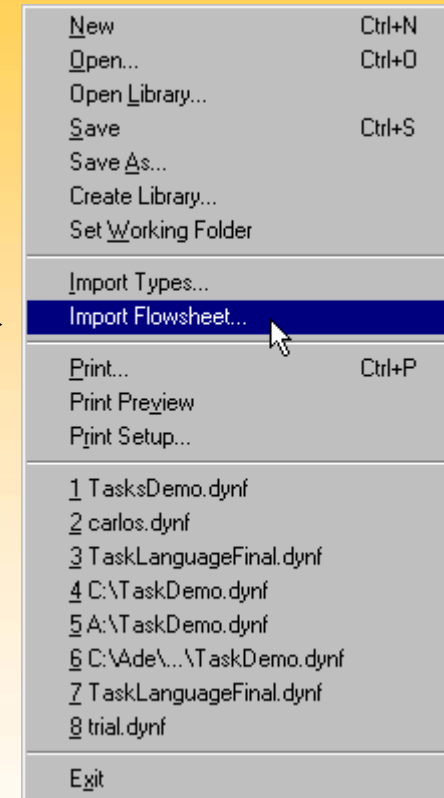 New Ctrl+N
Open... Ctrl+O
Open Library...
Save Ctrl+S
Save As...
Create Library...
Set Working Folder
Import Types...
Import Flowsheet...
Print... Ctrl+P
Print Preview
Print Setup...
1 TasksDemo.dynf
2 carlos.dynf
3 TaskLanguageFinal.dynf
4 C:\TaskDemo.dynf
5 A:\TaskDemo.dynf
6 C:\Ade\...\TaskDemo.dynf
7 TaskLanguageFinal.dynf
8 trial.dynf
Exit